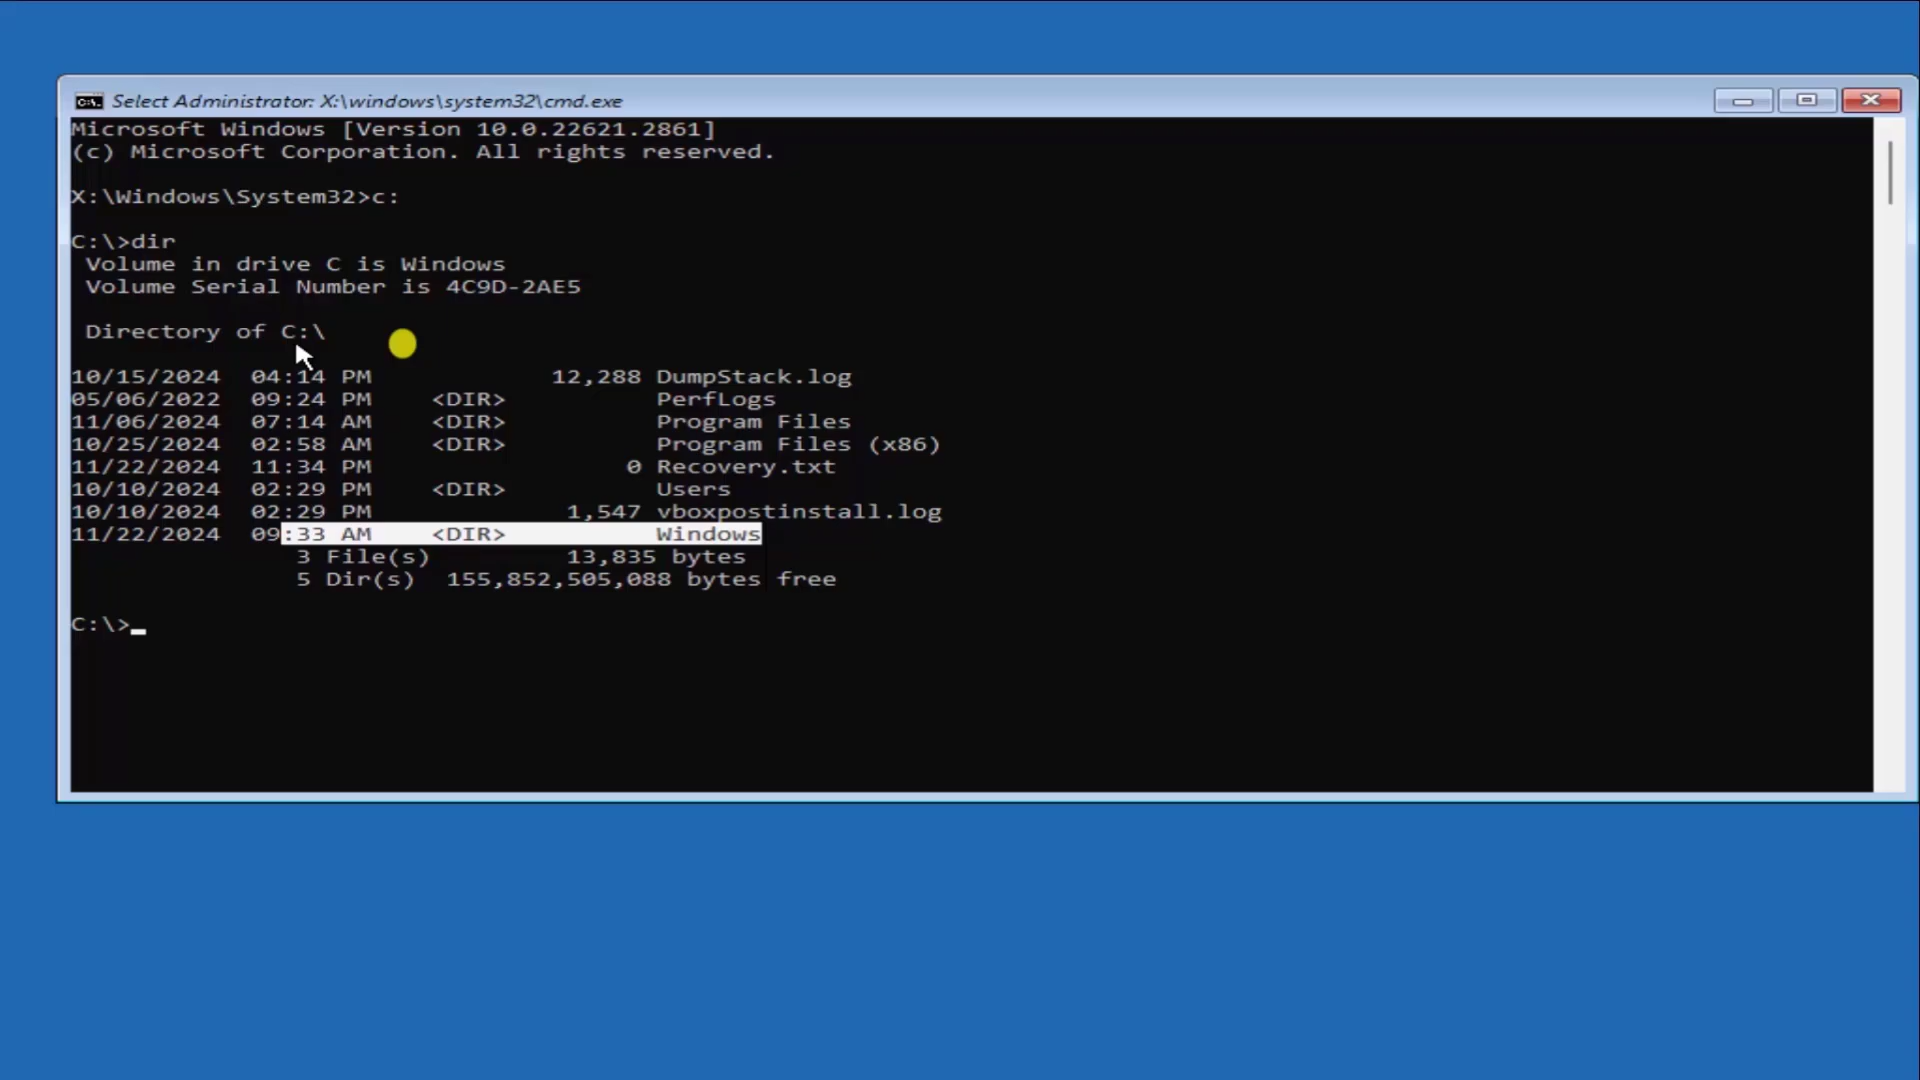 Select Administrator: X:\windows\system32\cmd.exe
Microsoft Windows [Version 10.0.22621.2861]
(c) Microsoft Corporation. All rights reserved.
X:\Windows\System32>c:
C:\>dir
Volume in drive C is Windows
Volume Serial Number is 4C9D-2AE5
Directory of C:\
10/15/2024 04:14 PM 12,288 DumpStack.log
05/06/2022 09:24 PM <DIR> PerfLogs
11/06/2024 07:14 AM <DIR> Program Files
10/25/2024 02:58 AM <DIR> Program Files (x86)
11/22/2024 11:34 PM 0 Recovery.txt
10/10/2024 02:29 PM <DIR> Users
10/10/2024 02:29 PM 1,547 vboxpostinstall.log
11/22/2024 09:33 AM <DIR> Windows
3 File(s) 13,835 bytes
5 Dir(s) 155,852,505,088 bytes free
C:\>_